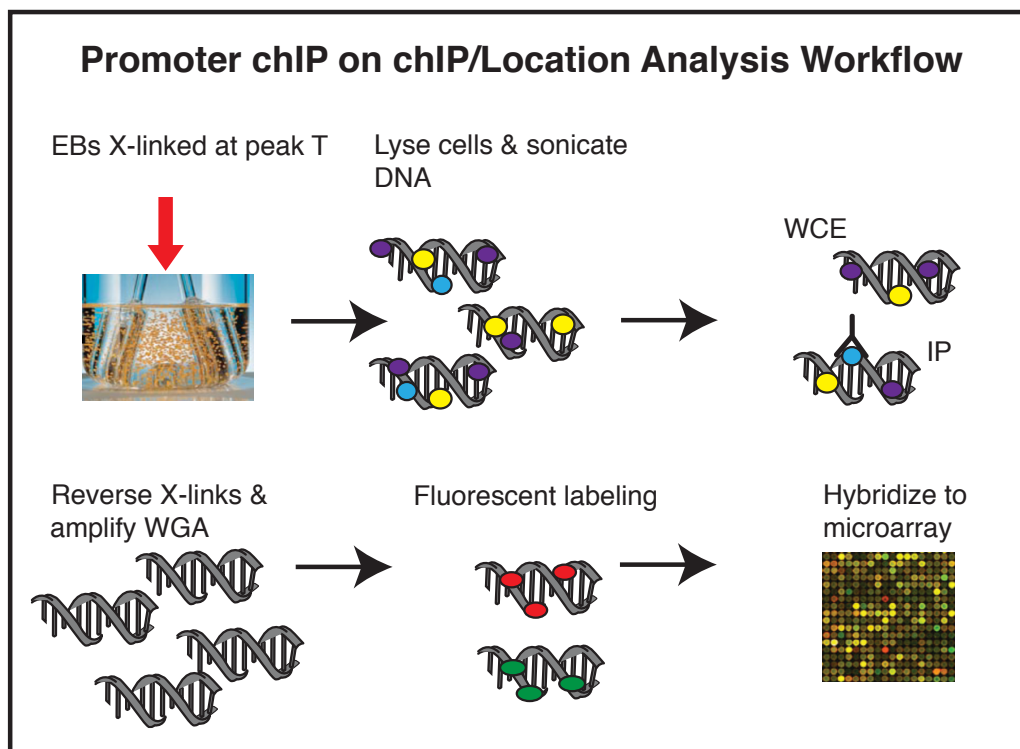 Promoter chIP on chIP/Location Analysis Workflow
EBs X-linked at peak T
Lyse cells & sonicate
DNA
WCE
IP
Reverse X-links &
amplify WGA
Fluorescent labeling
Hybridize to
microarray